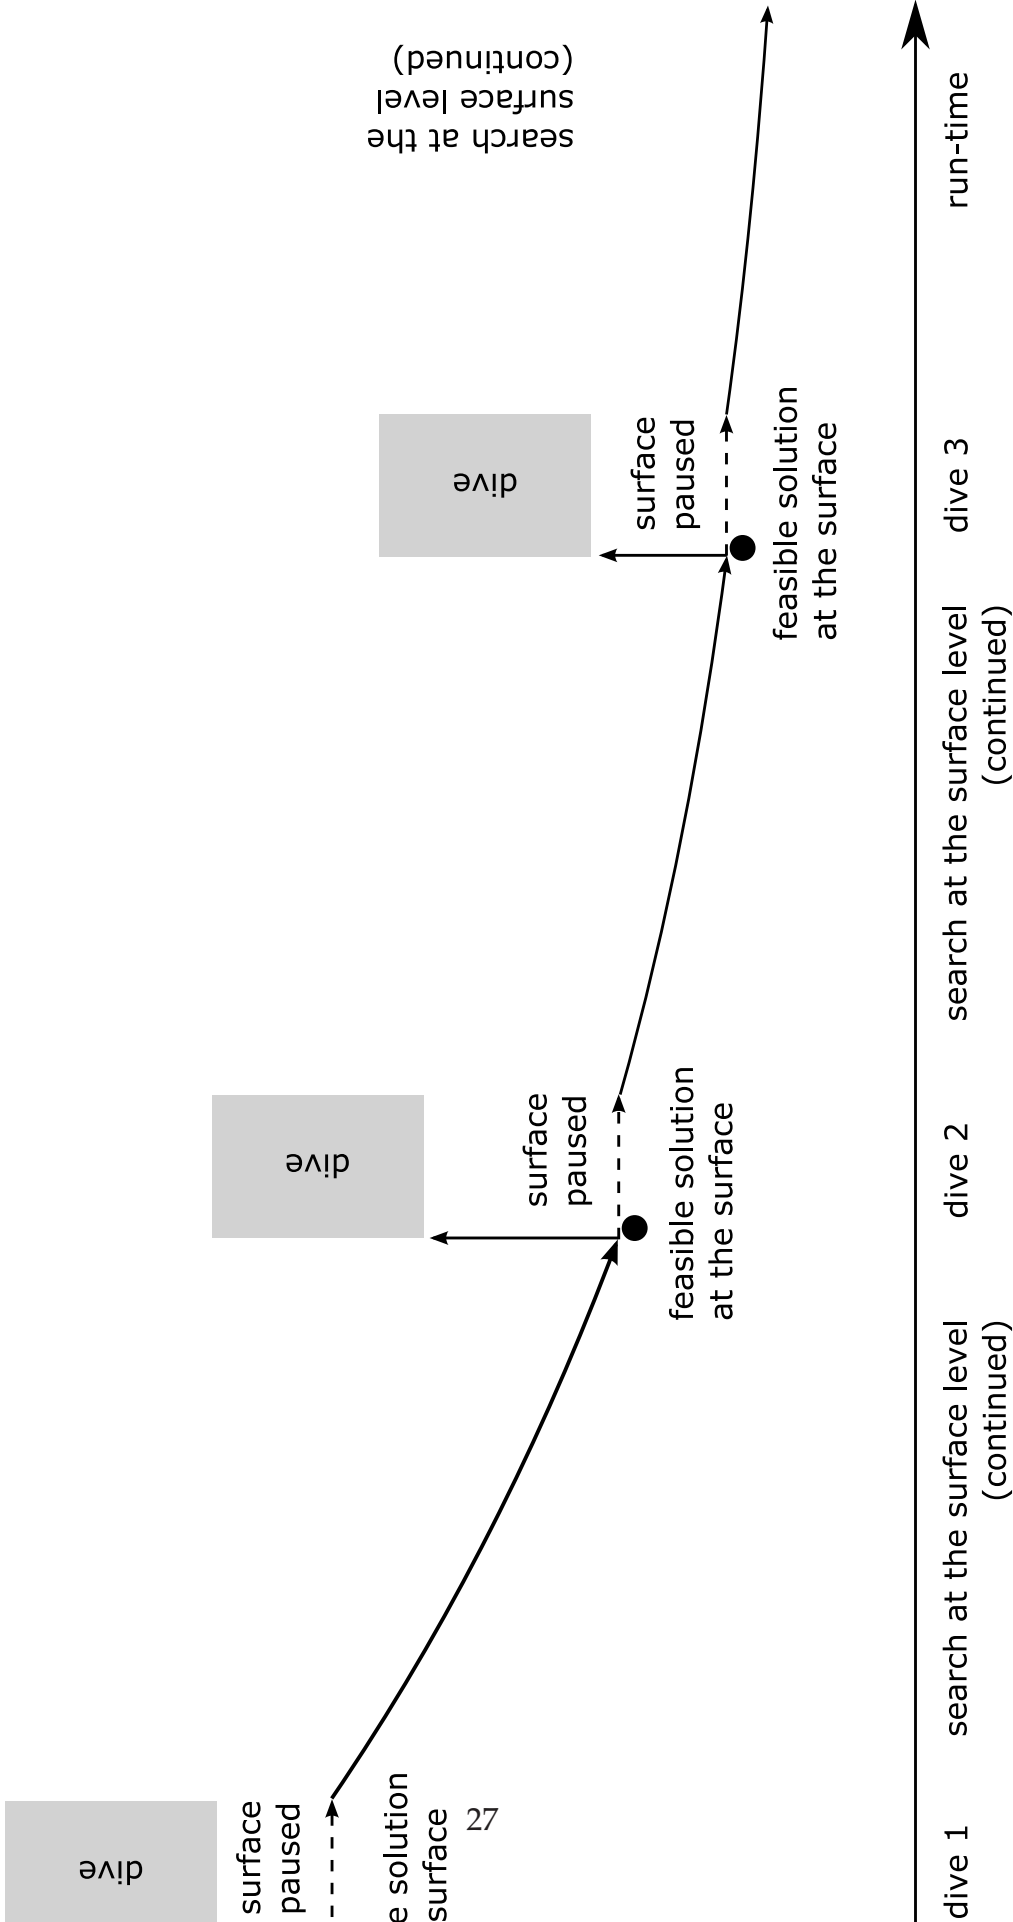 search at the
surface level
(continued)
dive
surface
paused
feasible solution
at the surface
dive
surface
paused
feasible solution
at the surface
dive
surface
paused
e solution
surface
27
dive 1
search at the surface level
(continued)
dive 2
search at the surface level
(continued)
dive 3
run-time